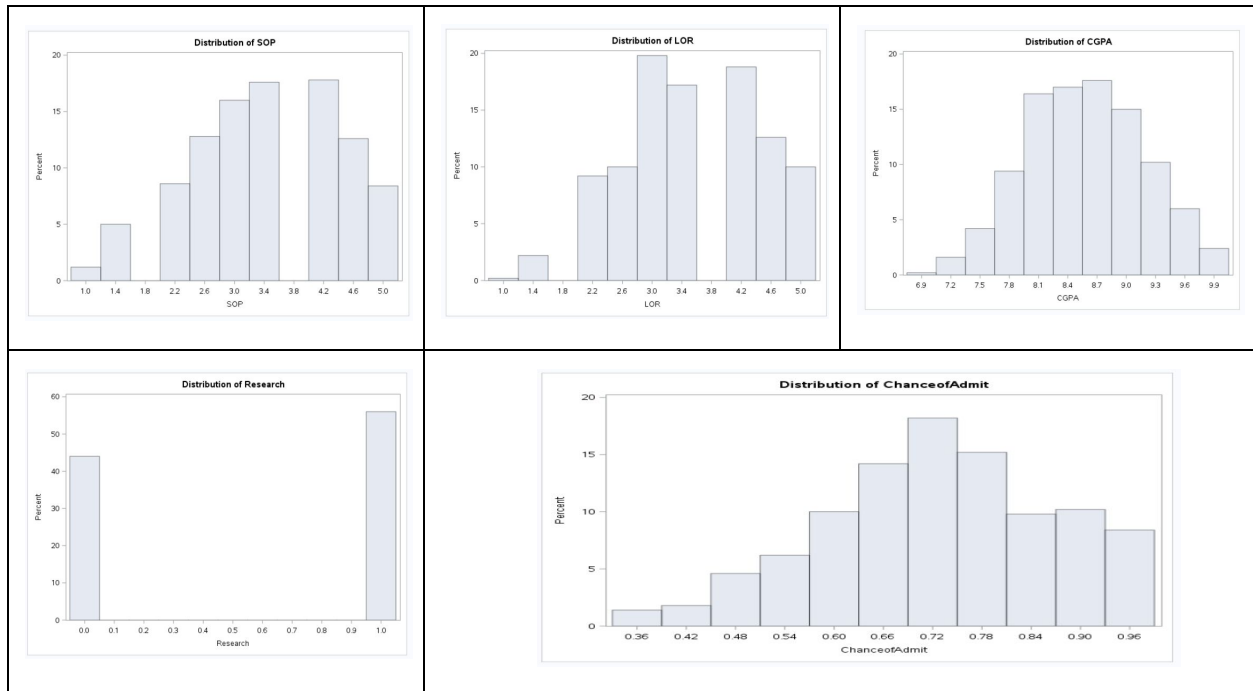 Distribution of SOP
20
15
10
5
0
Percent
1.0 1.4 1.8 2.2 2.6 3.0 3.4 3.8 4.2 4.6 5.0
SOP
Distribution of LOR
20
15
10
5
0
Percent
1.0 1.4 1.8 2.2 2.6 3.0 3.4 3.8 4.2 4.6 5.0
LOR
Distribution of CGPA
20
15
10
5
0
Percent
6.9 7.2 7.5 7.8 8.1 8.4 8.7 9.0 9.3 9.6 9.9
CGPA
Distribution of Research
60
50
40
30
20
10
0
Percent
0.0 0.1 0.2 0.3 0.4 0.5 0.6 0.7 0.8 0.9 1.0
Research
Distribution of ChanceofAdmit
20
15
10
5
0
Percent
0.36 0.42 0.48 0.54 0.60 0.66 0.72 0.78 0.84 0.90 0.96
ChanceofAdmit